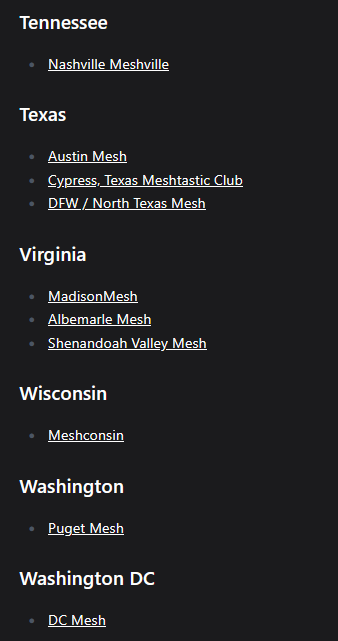 Tennessee
Nashville Meshville
Texas
Austin Mesh
Cypress, Texas Meshtastic Club
DFW / North Texas Mesh
Virginia
MadisonMesh
Albemarle Mesh
Shenandoah Valley Mesh
Wisconsin
Meshconsin
Washington
Puget Mesh
Washington DC
DC Mesh